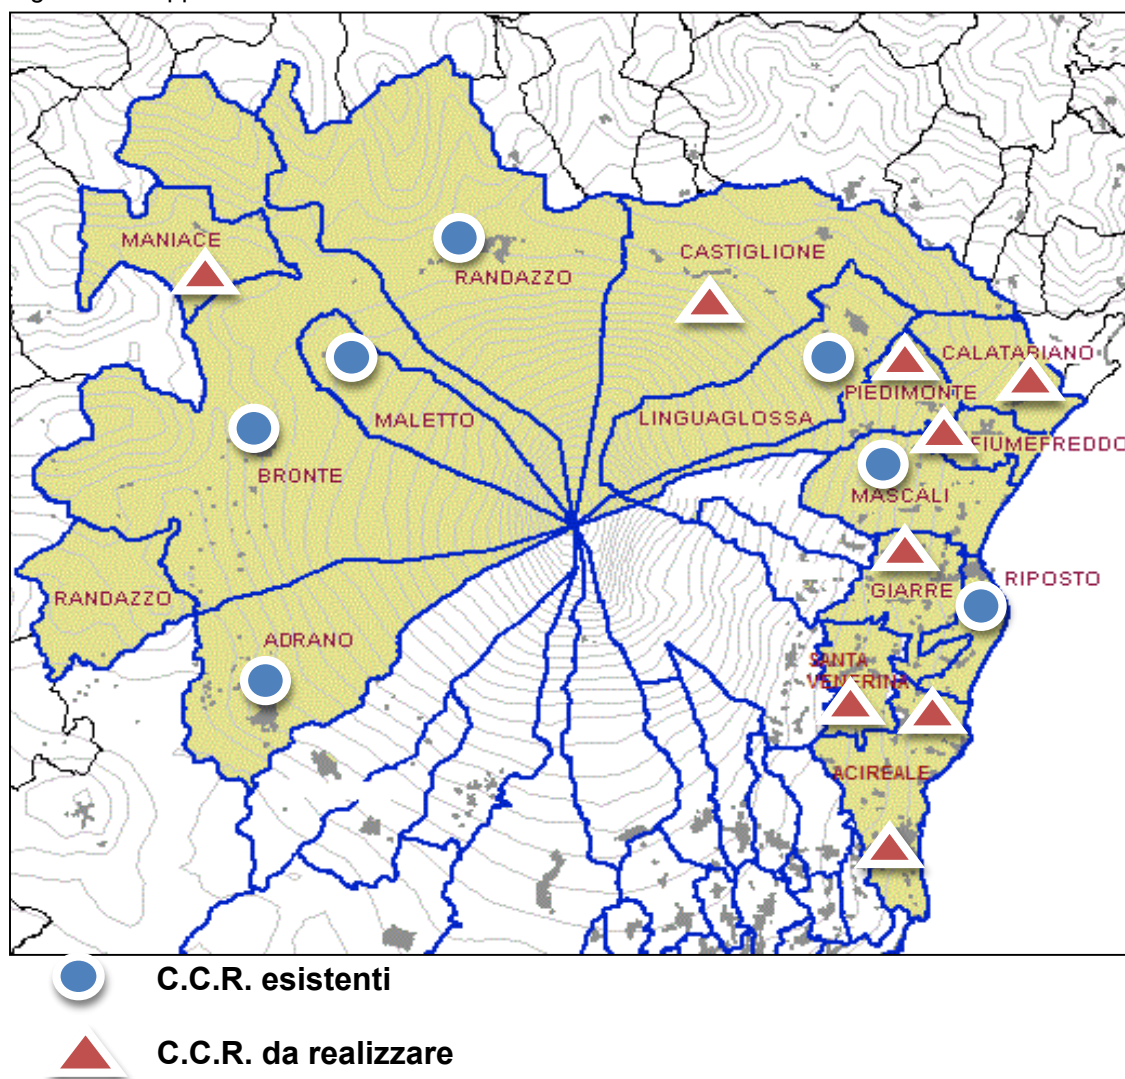 MANIACE
RANDAZZO
CASTIGLIONE
CALATABIANO
PIEDIMONTE
MALETTO
LINGUAGLOSSA
FIUMEFREDDO
BRONTE
MASCALI
RIPOSTO
GIARRE
RANDAZZO
ADRANO
SANTA
VENERINA
ACIREALE
C.C.R. esistenti
C.C.R. da realizzare